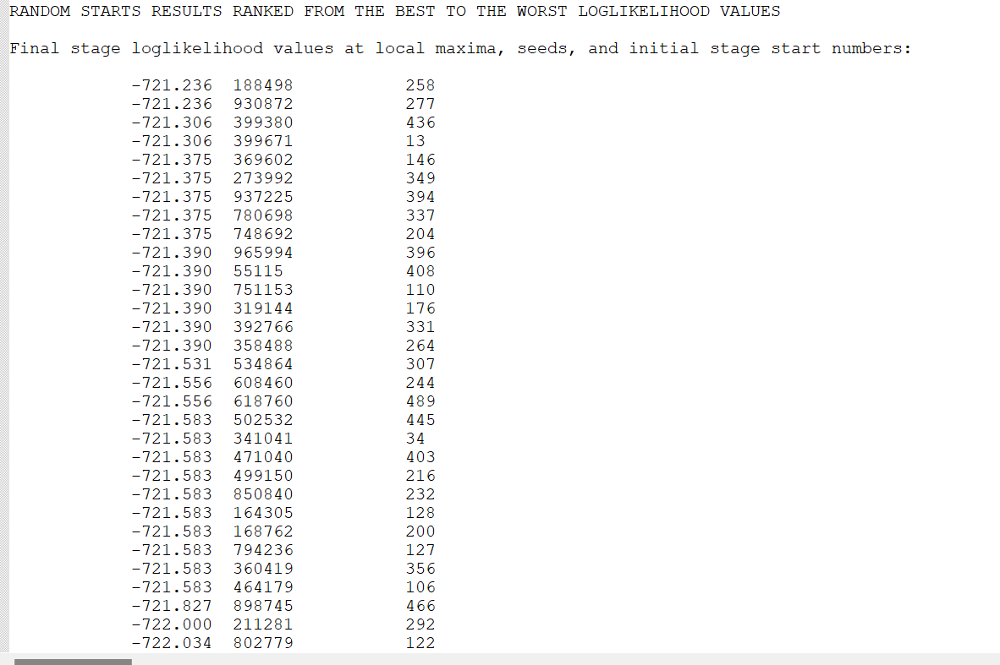 RANDOM STARTS RESULTS RANKED FROM THE BEST TO THE WORST LOGLIKELIHOOD VALUES
Final stage loglikelihood values at local maxima, seeds, and initial stage start numbers:
-721.236 188498 258
-721.236 930872 277
-721.306 399380 436
-721.306 399671 13
-721.375 369602 146
-721.375 273992 349
-721.375 937225 394
-721.375 780698 337
-721.375 748692 204
-721.390 965994 396
-721.390 55115 408
-721.390 751153 110
-721.390 319144 176
-721.390 392766 331
-721.390 358488 264
-721.531 534864 307
-721.556 608460 244
-721.556 618760 489
-721.583 502532 445
-721.583 341041 34
-721.583 471040 403
-721.583 499150 216
-721.583 850840 232
-721.583 164305 128
-721.583 168762 200
-721.583 794236 127
-721.583 360419 356
-721.583 464179 106
-721.827 898745 466
-722.000 211281 292
-722.034 802779 122